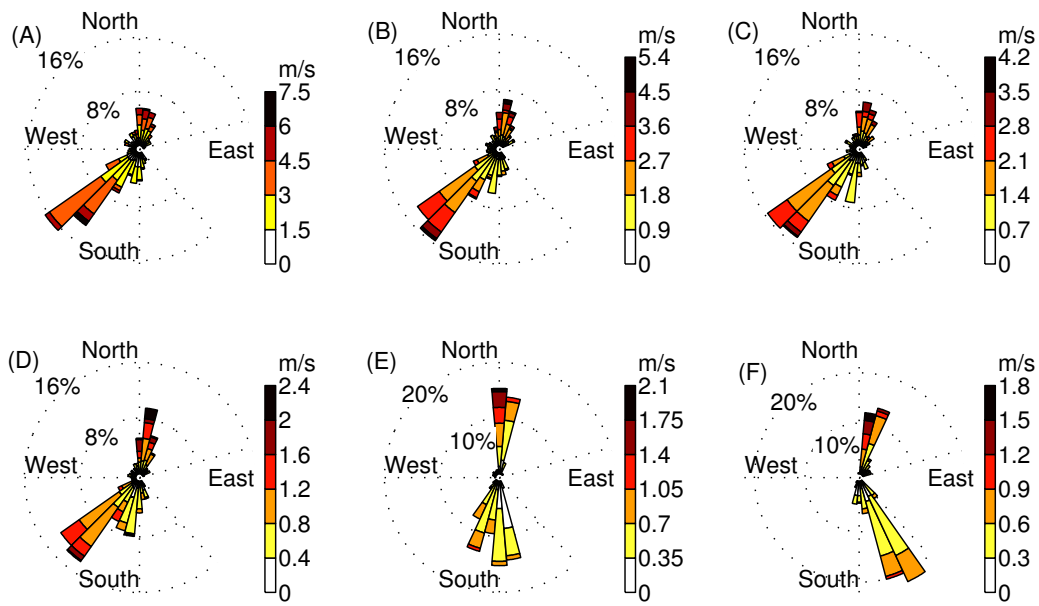 (A)
North
16%
8%
West
East
South
m/s
7.5
6
4.5
3
1.5
0
(B)
North
16%
8%
West
East
South
m/s
5.4
4.5
3.6
2.7
1.8
0.9
0
(C)
North
16%
8%
West
East
South
m/s
4.2
3.5
2.8
2.1
1.4
0.7
0
(D)
North
16%
8%
West
East
South
m/s
2.4
2
1.6
1.2
0.8
0.4
0
(E)
North
20%
10%
West
East
South
m/s
2.1
1.75
1.4
1.05
0.7
0.35
0
(F)
North
20%
10%
West
East
South
m/s
1.8
1.5
1.2
0.9
0.6
0.3
0